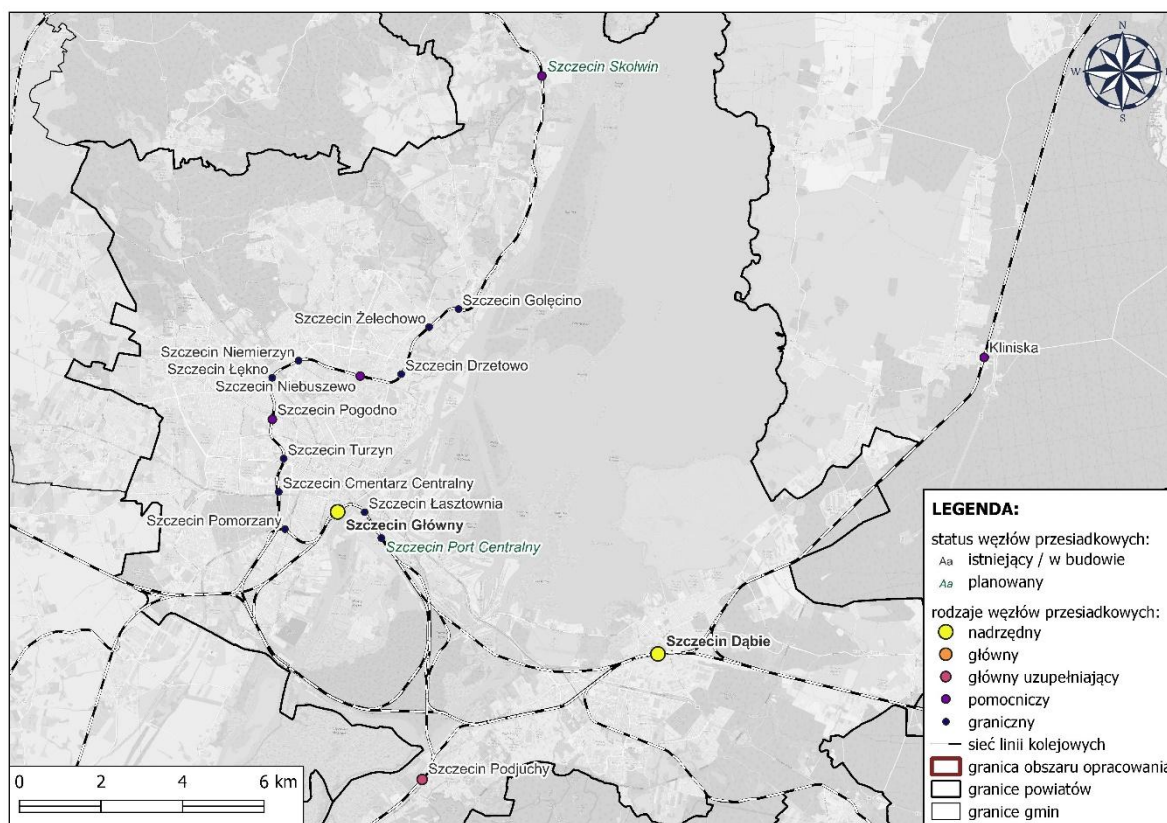 N
W
S
Szczecin Skolwin
Szczecin Golęcino
Szczecin Żelechowo
Szczecin Niemierzyn
Szczecin Łękno
Szczecin Drzetowo
Szczecin Niebuszewo
Kliniska
Szczecin Pogodno
Szczecin Turzyn
Szczecin Cmentarz Centralny
Szczecin Łasztownia
Szczecin Pomorzany
Szczecin Główny
Szczecin Port Centralny
Szczecin Dąbie
Szczecin Podjuchy
0 2 4 6 km
LEGENDA:
status węzłów przesiadkowych:
Aa istniejący / w budowie
Aa planowany
rodzaje węzłów przesiadkowych:
nadrzędny
główny
główny uzupełniający
pomocniczy
graniczny
sieć linii kolejowych
granica obszaru opracowania
granice powiatów
granice gmin